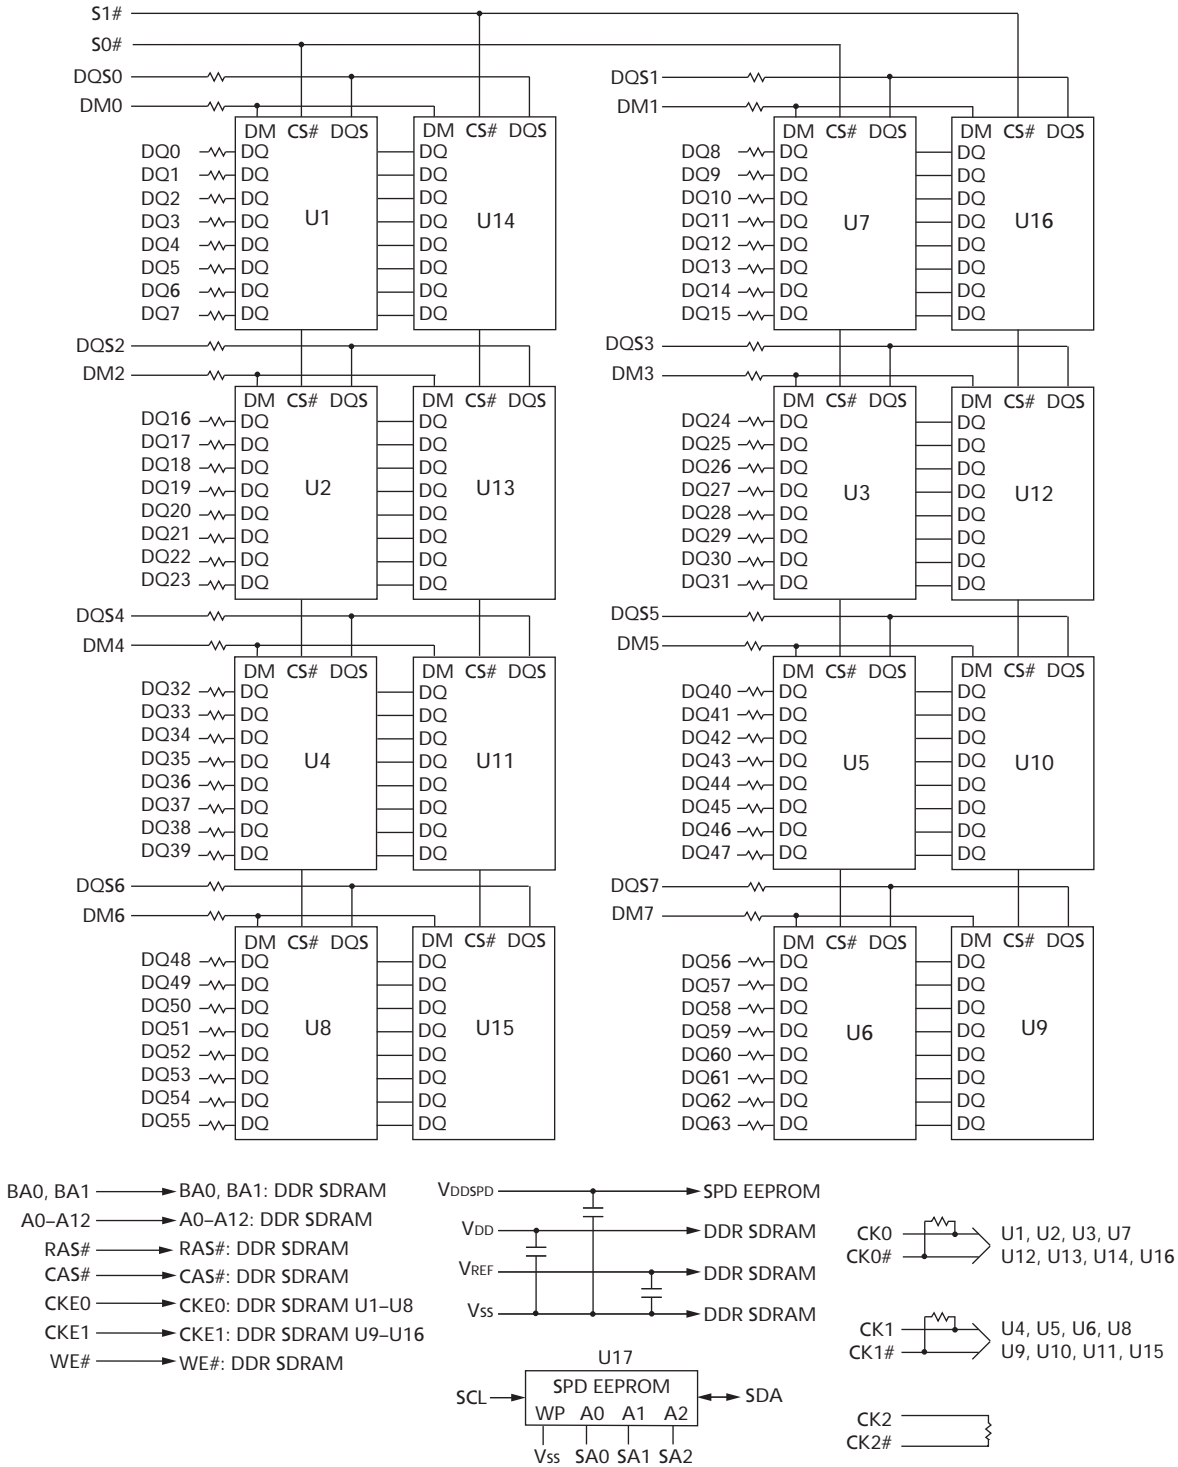 S1#
S0#
DQS0
DM0
DM CS# DQS
DM CS# DQS
DQ0 DQ DQ
DQ1 DQ DQ
DQ2 DQ DQ
DQ3 DQ DQ
U1 U14
DQ4 DQ DQ
DQ5 DQ DQ
DQ6 DQ DQ
DQ7 DQ DQ
DQS1
DM1
DM CS# DQS
DM CS# DQS
DQ8 DQ DQ
DQ9 DQ DQ
DQ10 DQ DQ
DQ11 DQ DQ
U7 U16
DQ12 DQ DQ
DQ13 DQ DQ
DQ14 DQ DQ
DQ15 DQ DQ
DQS2
DM2
DM CS# DQS
DM CS# DQS
DQ16 DQ DQ
DQ17 DQ DQ
DQ18 DQ DQ
DQ19 DQ DQ
U2 U13
DQ20 DQ DQ
DQ21 DQ DQ
DQ22 DQ DQ
DQ23 DQ DQ
DQS3
DM3
DM CS# DQS
DM CS# DQS
DQ24 DQ DQ
DQ25 DQ DQ
DQ26 DQ DQ
DQ27 DQ DQ
U3 U12
DQ28 DQ DQ
DQ29 DQ DQ
DQ30 DQ DQ
DQ31 DQ DQ
DQS4
DM4
DM CS# DQS
DM CS# DQS
DQ32 DQ DQ
DQ33 DQ DQ
DQ34 DQ DQ
DQ35 DQ DQ
U4 U11
DQ36 DQ DQ
DQ37 DQ DQ
DQ38 DQ DQ
DQ39 DQ DQ
DQS5
DM5
DM CS# DQS
DM CS# DQS
DQ40 DQ DQ
DQ41 DQ DQ
DQ42 DQ DQ
DQ43 DQ DQ
U5 U10
DQ44 DQ DQ
DQ45 DQ DQ
DQ46 DQ DQ
DQ47 DQ DQ
DQS6
DM6
DM CS# DQS
DM CS# DQS
DQ48 DQ DQ
DQ49 DQ DQ
DQ50 DQ DQ
DQ51 DQ DQ
U8 U15
DQ52 DQ DQ
DQ53 DQ DQ
DQ54 DQ DQ
DQ55 DQ DQ
DQS7
DM7
DM CS# DQS
DM CS# DQS
DQ56 DQ DQ
DQ57 DQ DQ
DQ58 DQ DQ
DQ59 DQ DQ
U6 U9
DQ60 DQ DQ
DQ61 DQ DQ
DQ62 DQ DQ
DQ63 DQ DQ
BA0, BA1 BA0, BA1: DDR SDRAM
A0–A12 A0–A12: DDR SDRAM
RAS# RAS#: DDR SDRAM
CAS# CAS#: DDR SDRAM
CKE0 CKE0: DDR SDRAM U1–U8
CKE1 CKE1: DDR SDRAM U9–U16
WE# WE#: DDR SDRAM
VDDSPD SPD EEPROM
VDD DDR SDRAM
VREF DDR SDRAM
VSS DDR SDRAM
U17
SPD EEPROM
SCL SDA
WP A0 A1 A2
VSS SA0 SA1 SA2
CK0 U1, U2, U3, U7
CK0# U12, U13, U14, U16
CK1 U4, U5, U6, U8
CK1# U9, U10, U11, U15
CK2
CK2#